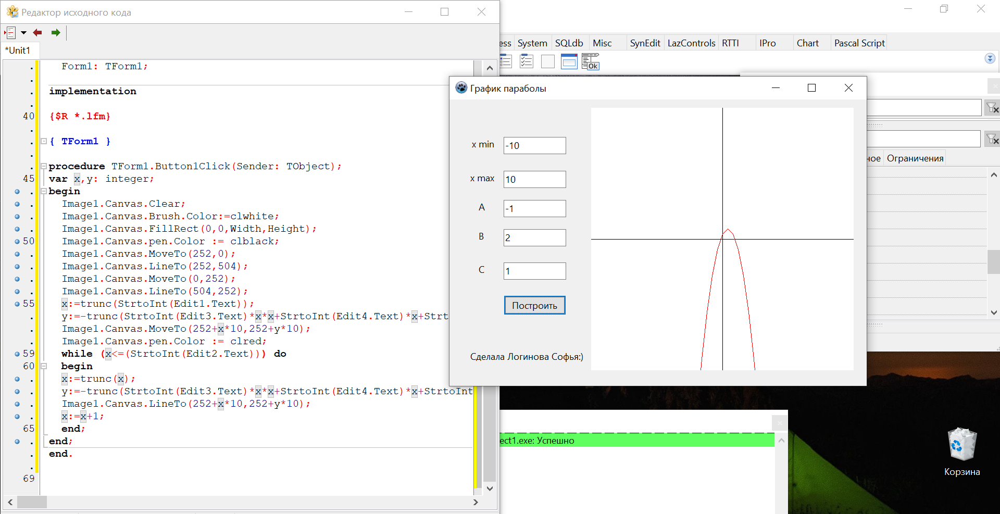 Редактор исходного кода
*Unit1
Form1: TForm1;
implementation
40 {$R *.lfm}
{ TForm1 }
procedure TForm1.Button1Click(Sender: TObject);
45 var x,y: integer;
begin
Image1.Canvas.Clear;
Image1.Canvas.Brush.Color:=clwhite;
Image1.Canvas.FillRect(0,0,Width,Height);
50 Image1.Canvas.pen.Color := clblack;
Image1.Canvas.MoveTo(252,0);
Image1.Canvas.LineTo(252,504);
Image1.Canvas.MoveTo(0,252);
Image1.Canvas.LineTo(504,252);
55 x:=trunc(StrtoInt(Edit1.Text));
y:=-trunc(StrtoInt(Edit3.Text)*x*x+StrtoInt(Edit4.Text)*x+Strt
Image1.Canvas.MoveTo(252+x*10,252+y*10);
Image1.Canvas.pen.Color := clred;
59 while (x<=(StrtoInt(Edit2.Text))) do
60 begin
x:=trunc(x);
y:=-trunc(StrtoInt(Edit3.Text)*x*x+StrtoInt(Edit4.Text)*x+StrtoInt
Image1.Canvas.LineTo(252+x*10,252+y*10);
x:=x+1;
65 end;
end;
end.
69
ess System SQLdb Misc SynEdit LazControls RTTI IPro Chart Pascal Script
Ok
График параболы
x min -10
x max 10
A -1
B 2
C 1
Построить
Сделала Логинова Софья:)
ное Ограничения
ect1.exe: Успешно
Корзина